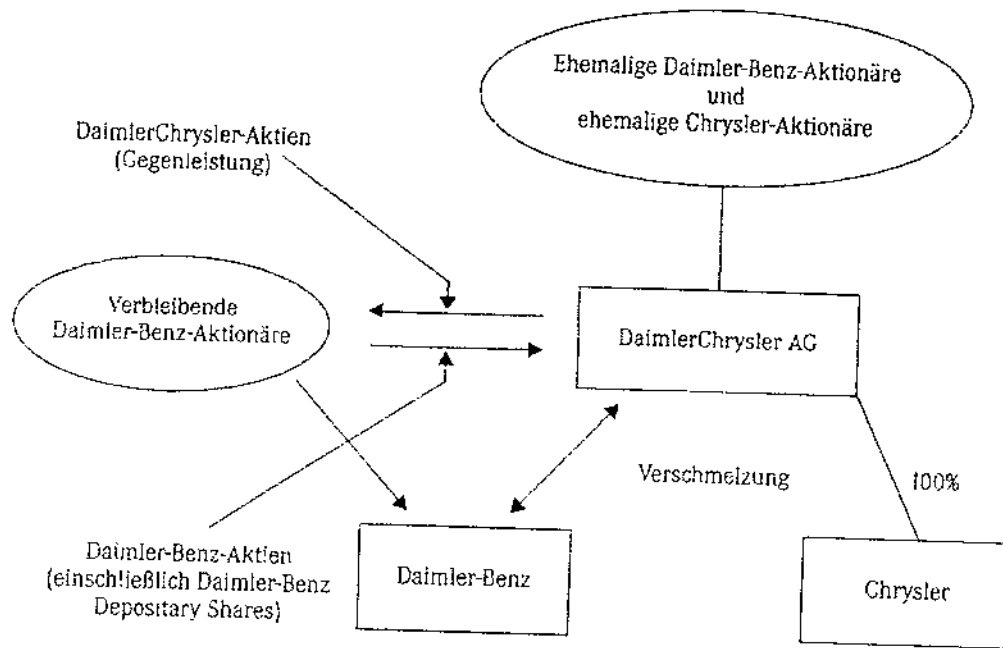 Ehemalige Daimler-Benz-Aktionäre
und
ehemalige Chrysler-Aktionäre
DaimlerChrysler-Aktien
(Gegenleistung)
Verbleibende
Daimler-Benz-Aktionäre
DaimlerChrysler AG
Verschmelzung
100%
Daimler-Benz-Aktien
(einschließlich Daimler-Benz
Depositary Shares)
Daimler-Benz
Chrysler